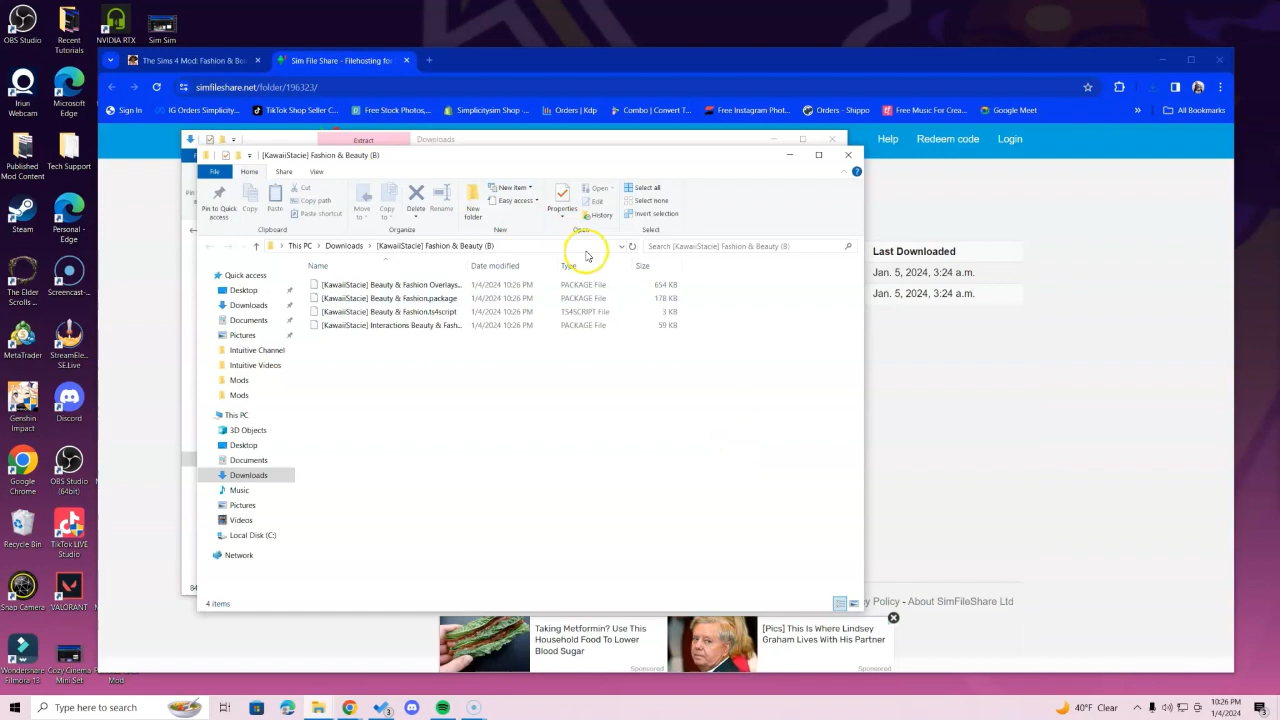 OBS Studio
Recent
Tutorials
NVIDIA RTX
Sim Sim
Iriun
Webcam
Microsoft
Edge
Published
Mod Content
Tech Support
Steam
Personal -
Edge
The Elder
Scrolls ...
Screencast-...
MetaTrader
StreamEle...
SE.Live
Genshin
Impact
Discord
Google
Chrome
OBS Studio
(64bit)
Recycle Bin
TikTok LIVE
Studio
Snap Camera
VALORANT
Wondershare
Filmora 13
Cozy Cinema
Mini Set
Mod
The Sims 4 Mod: Fashion & Be
Sim File Share - Filehosting for
simfileshare.net/folder/196323/
Sign In
IG Orders Simplicity...
TikTok Shop Seller C...
Free Stock Photos,...
Simplicitysim Shop -...
Orders | Kdp
Combo | Convert T...
Free Instagram Phot...
Orders · Shippo
Free Music For Crea...
Google Meet
»
All Bookmarks
Help
Redeem code
Login
Extract
Downloads
[KawaiiStacie] Fashion & Beauty (B)
File
Home
Share
View
Pin to Quick
access
Copy
Paste
Cut
Copy path
Paste shortcut
Clipboard
Move
to
Copy
to
Delete
Rename
Organize
New
folder
New item
Easy access
New
Properties
Open
Edit
History
Open
Select all
Select none
Invert selection
Select
This PC > Downloads > [KawaiiStacie] Fashion & Beauty (B)
Search [KawaiiStacie] Fashion & Beauty (B)
Name
Date modified
Type
Size
[KawaiiStacie] Beauty & Fashion Overlays... 1/4/2024 10:26 PM PACKAGE File 654 KB
[KawaiiStacie] Beauty & Fashion.package 1/4/2024 10:26 PM PACKAGE File 178 KB
[KawaiiStacie] Beauty & Fashion.ts4script 1/4/2024 10:26 PM TS4SCRIPT File 3 KB
[KawaiiStacie] Interactions Beauty & Fash... 1/4/2024 10:26 PM PACKAGE File 59 KB
Quick access
Desktop
Downloads
Documents
Pictures
Intuitive Channel
Intuitive Videos
Mods
Mods
This PC
3D Objects
Desktop
Documents
Downloads
Music
Pictures
Videos
Local Disk (C:)
Network
4 items
84
Last Downloaded
Jan. 5, 2024, 3:24 a.m.
Jan. 5, 2024, 3:24 a.m.
cy Policy - About SimFileShare Ltd
Taking Metformin? Use This
Household Food To Lower
Blood Sugar
Sponsored
[Pics] This Is Where Lindsey
Graham Lives With His Partner
Sponsored
Type here to search
3
40°F Clear
10:26 PM
1/4/2024
3